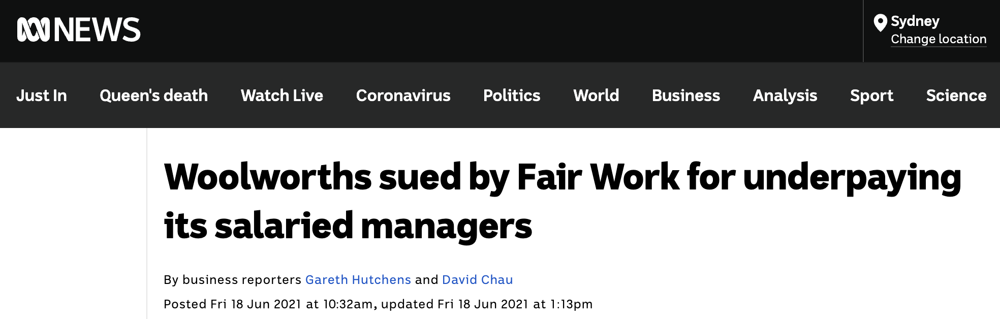 NEWS
Sydney
Change location
Just In Queen's death Watch Live Coronavirus Politics World Business Analysis Sport Science
Woolworths sued by Fair Work for underpaying
its salaried managers
By business reporters Gareth Hutchens and David Chau
Posted Fri 18 Jun 2021 at 10:32am, updated Fri 18 Jun 2021 at 1:13pm